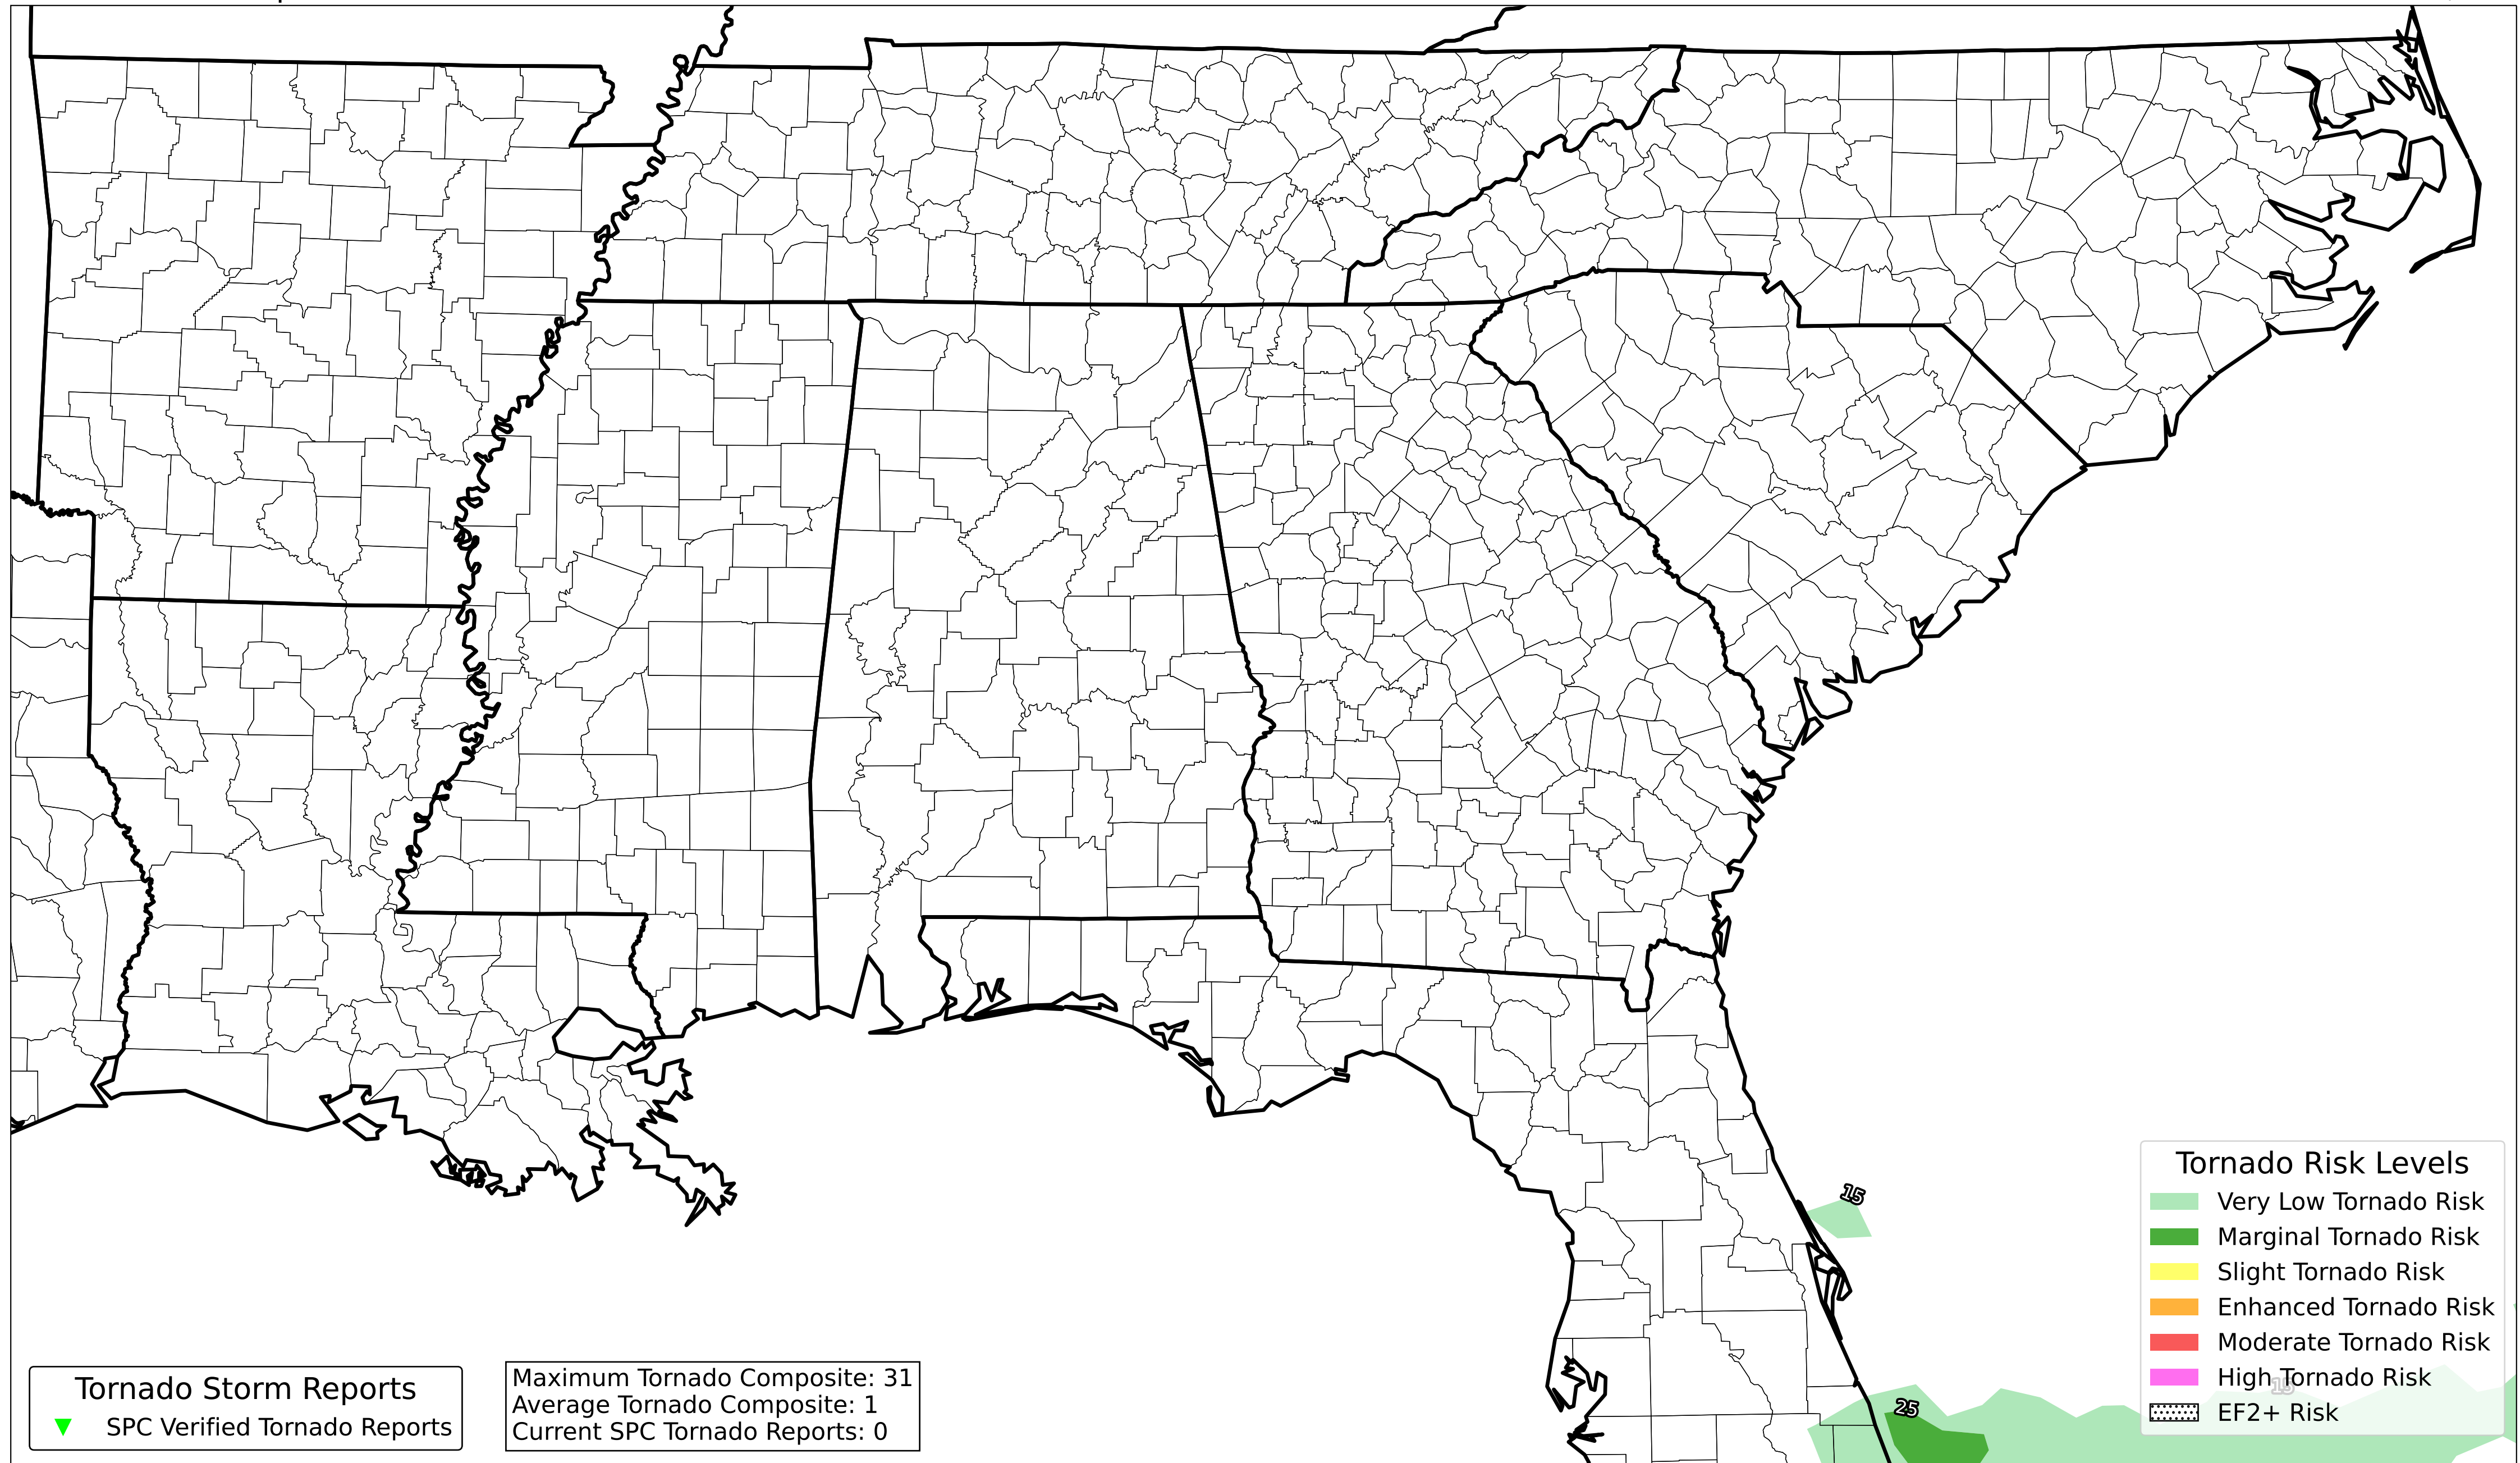 15
Tornado Risk Levels
Very Low Tornado Risk
Marginal Tornado Risk
Slight Tornado Risk
Enhanced Tornado Risk
Moderate Tornado Risk
High Tornado Risk
15
EF2+ Risk
25
Tornado Storm Reports
SPC Verified Tornado Reports
Maximum Tornado Composite: 31
Average Tornado Composite: 1
Current SPC Tornado Reports: 0